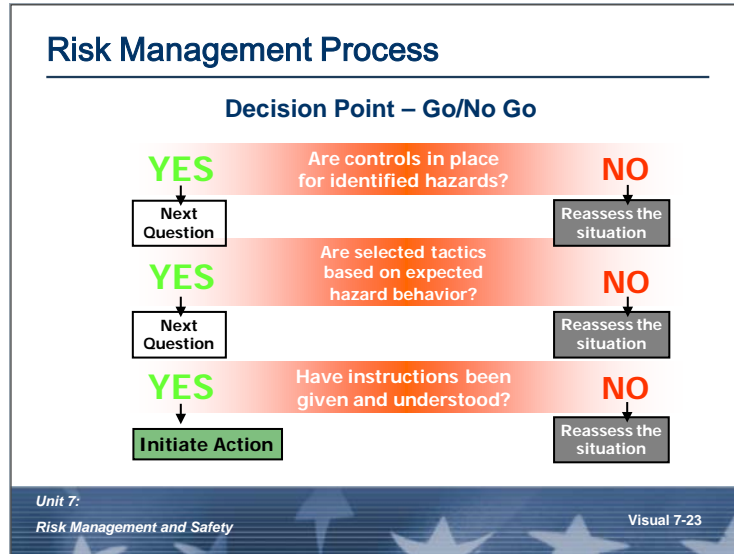 Risk Management Process
Decision Point – Go/No Go
YES
Are controls in place
for identified hazards?
NO
Next
Question
Reassess the
situation
YES
Are selected tactics
based on expected
hazard behavior?
NO
Next
Question
Reassess the
situation
YES
Have instructions been
given and understood?
NO
Initiate Action
Reassess the
situation
Unit 7:
Risk Management and Safety
Visual 7-23